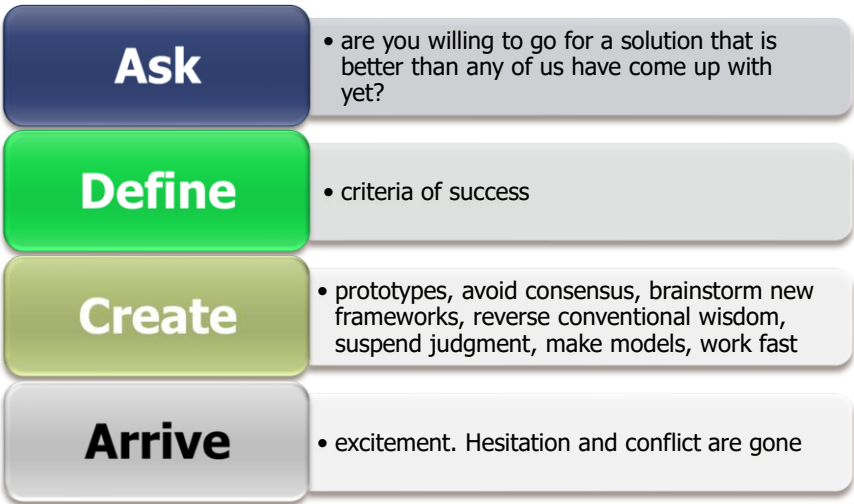 Ask
• are you willing to go for a solution that is
better than any of us have come up with
yet?
Define
• criteria of success
Create
• prototypes, avoid consensus, brainstorm new
frameworks, reverse conventional wisdom,
suspend judgment, make models, work fast
Arrive
• excitement. Hesitation and conflict are gone